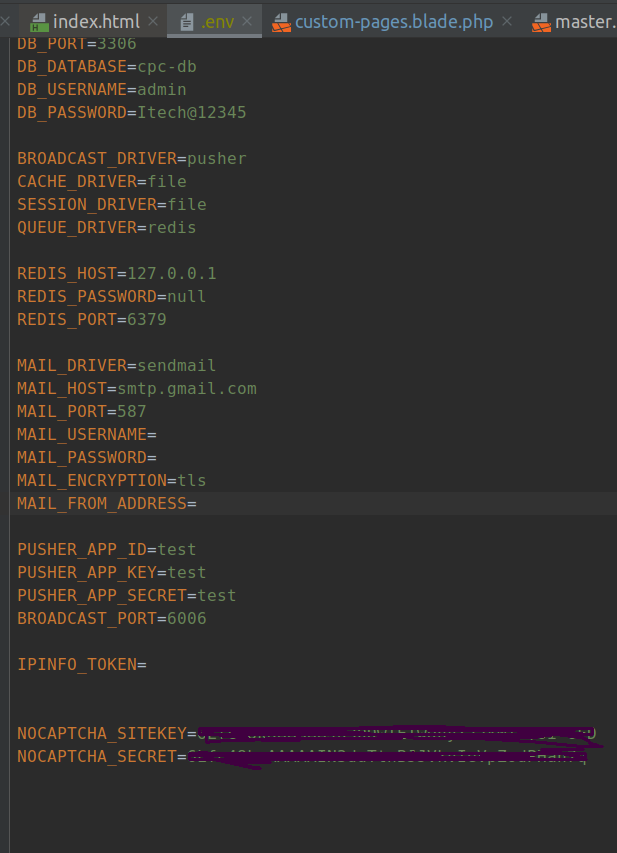 index.html .env custom-pages.blade.php master.
DB_PORT=3306
DB_DATABASE=cpc-db
DB_USERNAME=admin
DB_PASSWORD=Itech@12345
BROADCAST_DRIVER=pusher
CACHE_DRIVER=file
SESSION_DRIVER=file
QUEUE_DRIVER=redis
REDIS_HOST=127.0.0.1
REDIS_PASSWORD=null
REDIS_PORT=6379
MAIL_DRIVER=sendmail
MAIL_HOST=smtp.gmail.com
MAIL_PORT=587
MAIL_USERNAME=
MAIL_PASSWORD=
MAIL_ENCRYPTION=tls
MAIL_FROM_ADDRESS=
PUSHER_APP_ID=test
PUSHER_APP_KEY=test
PUSHER_APP_SECRET=test
BROADCAST_PORT=6006
IPINFO_TOKEN=
NOCAPTCHA_SITEKEY=
NOCAPTCHA_SECRET=